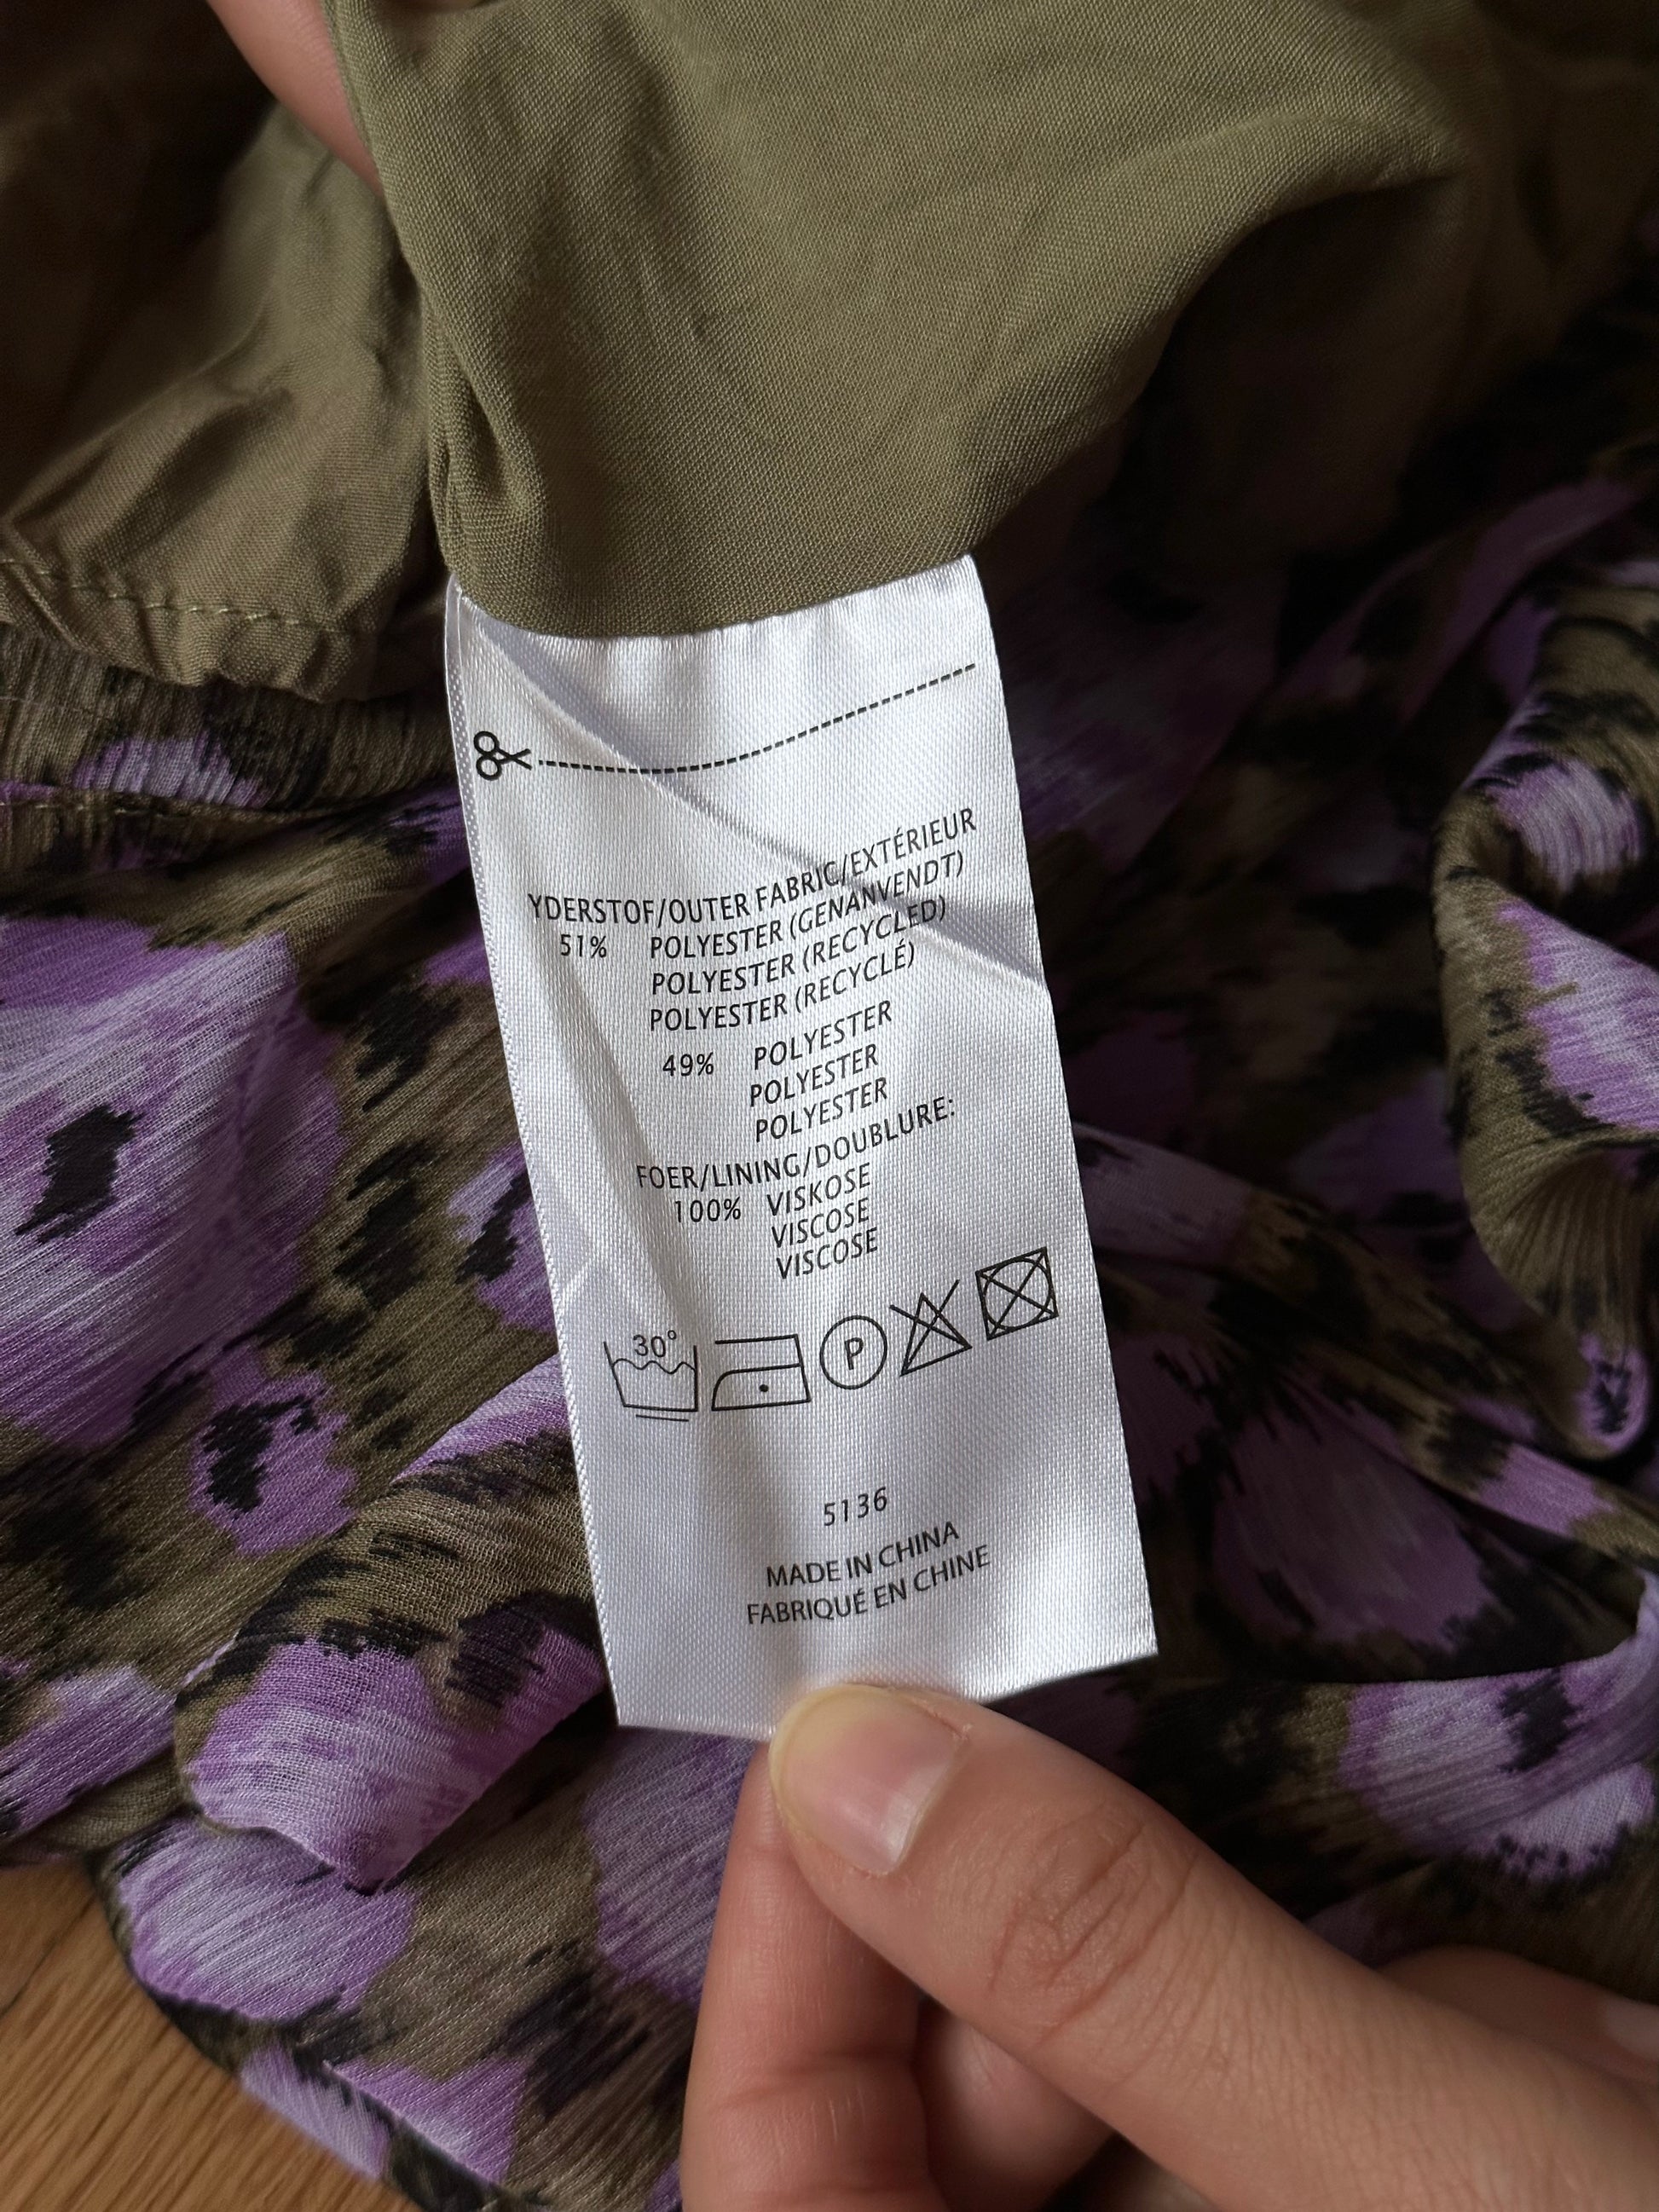 YDERSTOF/OUTER FABRIC/EXTÉRIEUR
51% POLYESTER (GENANVENDT)
POLYESTER (RECYCLED)
POLYESTER (RECYCLÉ)
49% POLYESTER
POLYESTER
POLYESTER
FOER/LINING/DOUBLURE:
100% VISKOSE
VISCOSE
VISCOSE
30° P
5136
MADE IN CHINA
FABRIQUÉ EN CHINE